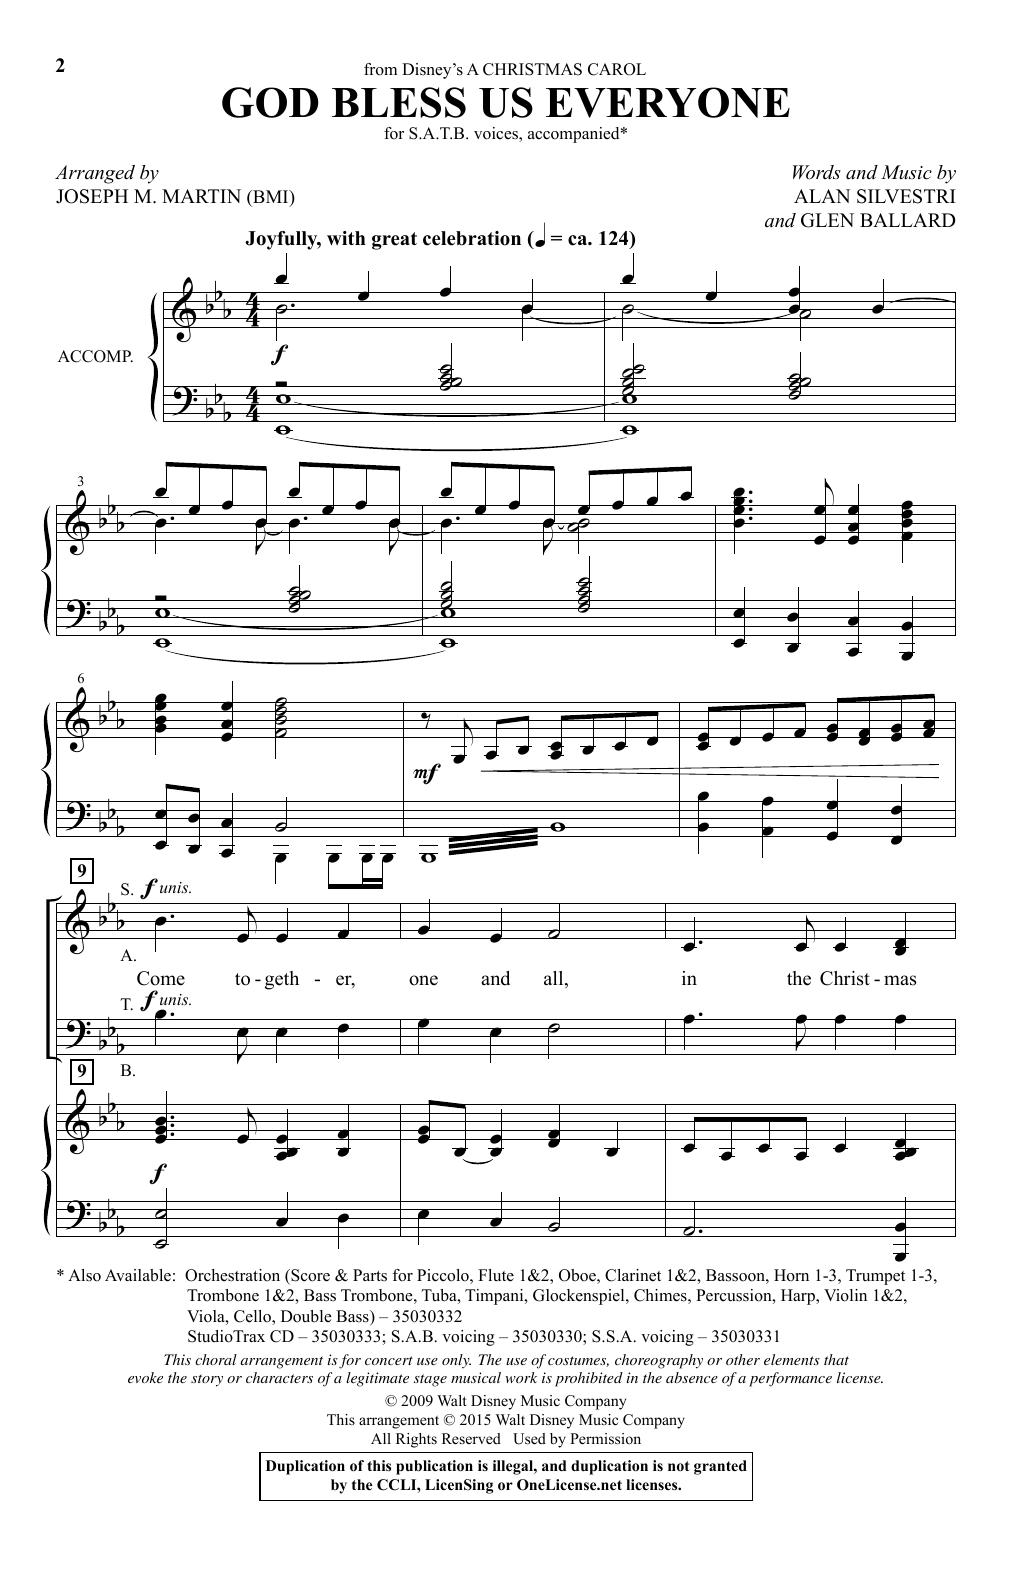 2
from Disney's A CHRISTMAS CAROL
GOD BLESS US EVERYONE
for S.A.T.B. voices, accompanied*
Arranged by
JOSEPH M. MARTIN (BMI)
Words and Music by
ALAN SILVESTRI
and GLEN BALLARD
Joyfully, with great celebration (♩ = ca. 124)
ACCOMP.
f
3
6
mf
9
S. f unis.
A.
Come to - geth - er, one and all, in the Christ - mas
T. f unis.
9 B.
f
* Also Available: Orchestration (Score & Parts for Piccolo, Flute 1&2, Oboe, Clarinet 1&2, Bassoon, Horn 1-3, Trumpet 1-3,
Trombone 1&2, Bass Trombone, Tuba, Timpani, Glockenspiel, Chimes, Percussion, Harp, Violin 1&2,
Viola, Cello, Double Bass) – 35030332
StudioTrax CD – 35030333; S.A.B. voicing – 35030330; S.S.A. voicing – 35030331
This choral arrangement is for concert use only. The use of costumes, choreography or other elements that
evoke the story or characters of a legitimate stage musical work is prohibited in the absence of a performance license.
© 2009 Walt Disney Music Company
This arrangement © 2015 Walt Disney Music Company
All Rights Reserved Used by Permission
Duplication of this publication is illegal, and duplication is not granted
by the CCLI, LicenSing or OneLicense.net licenses.